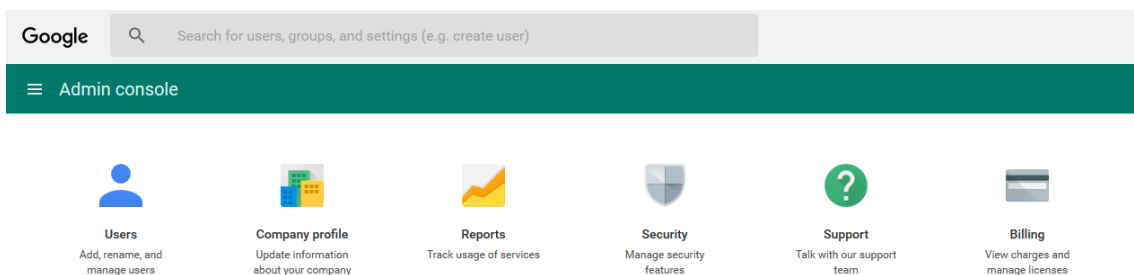 Google
Search for users, groups, and settings (e.g. create user)
Admin console
Users
Add, rename, and
manage users
Company profile
Update information
about your company
Reports
Track usage of services
Security
Manage security
features
Support
Talk with our support
team
Billing
View charges and
manage licenses